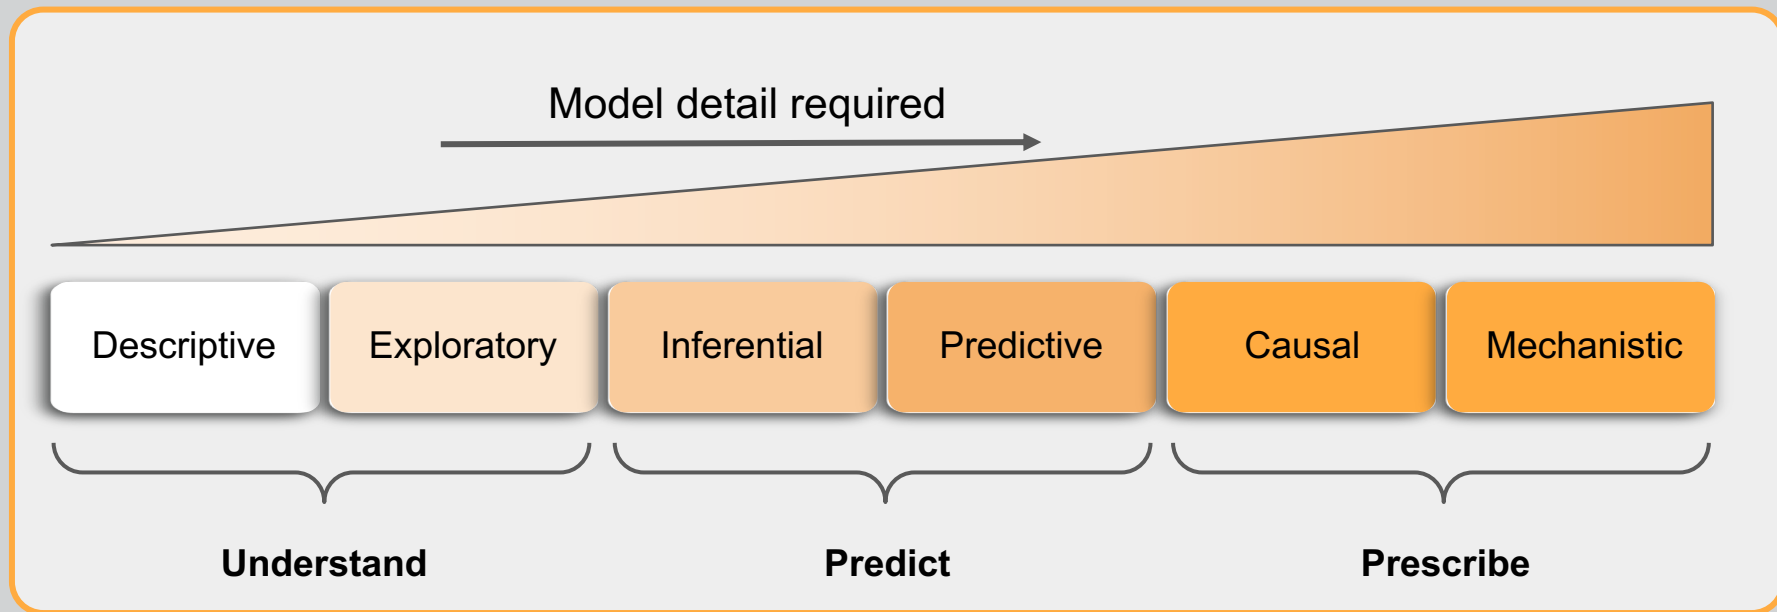 Model detail required
Descriptive
Exploratory
Inferential
Predictive
Causal
Mechanistic
Understand
Predict
Prescribe